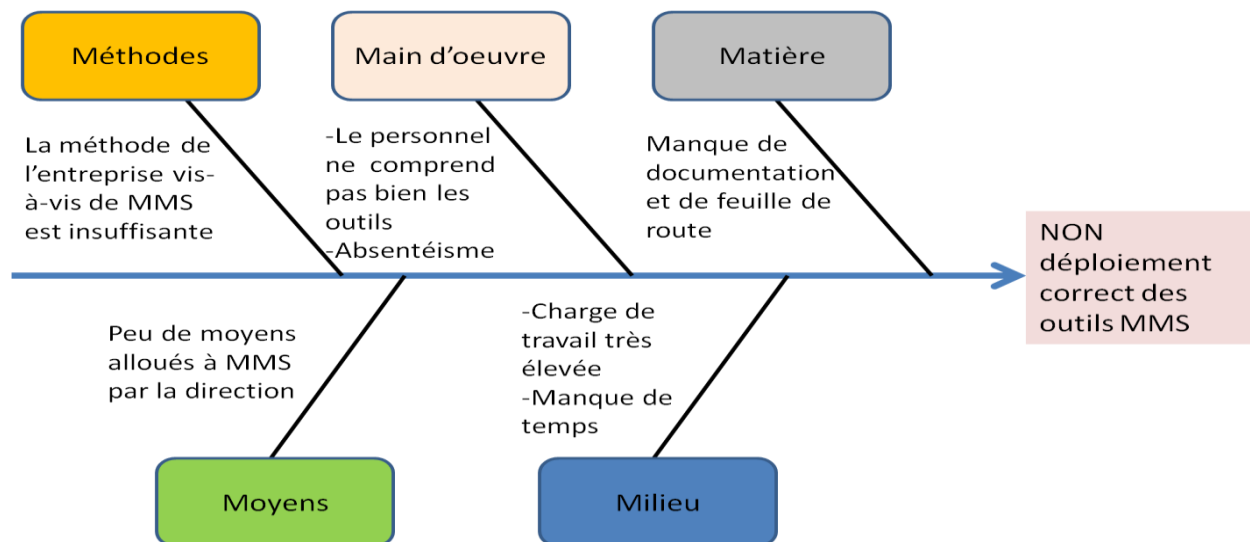 Méthodes
Main d'oeuvre
Matière
La méthode de
l'entreprise vis-
à-vis de MMS
est insuffisante
-Le personnel
ne comprend
pas bien les
outils
-Absentéisme
Manque de
documentation
et de feuille de
route
NON
déploiement
correct des
outils MMS
Peu de moyens
alloués à MMS
par la direction
-Charge de
travail très
élevée
-Manque de
temps
Moyens
Milieu